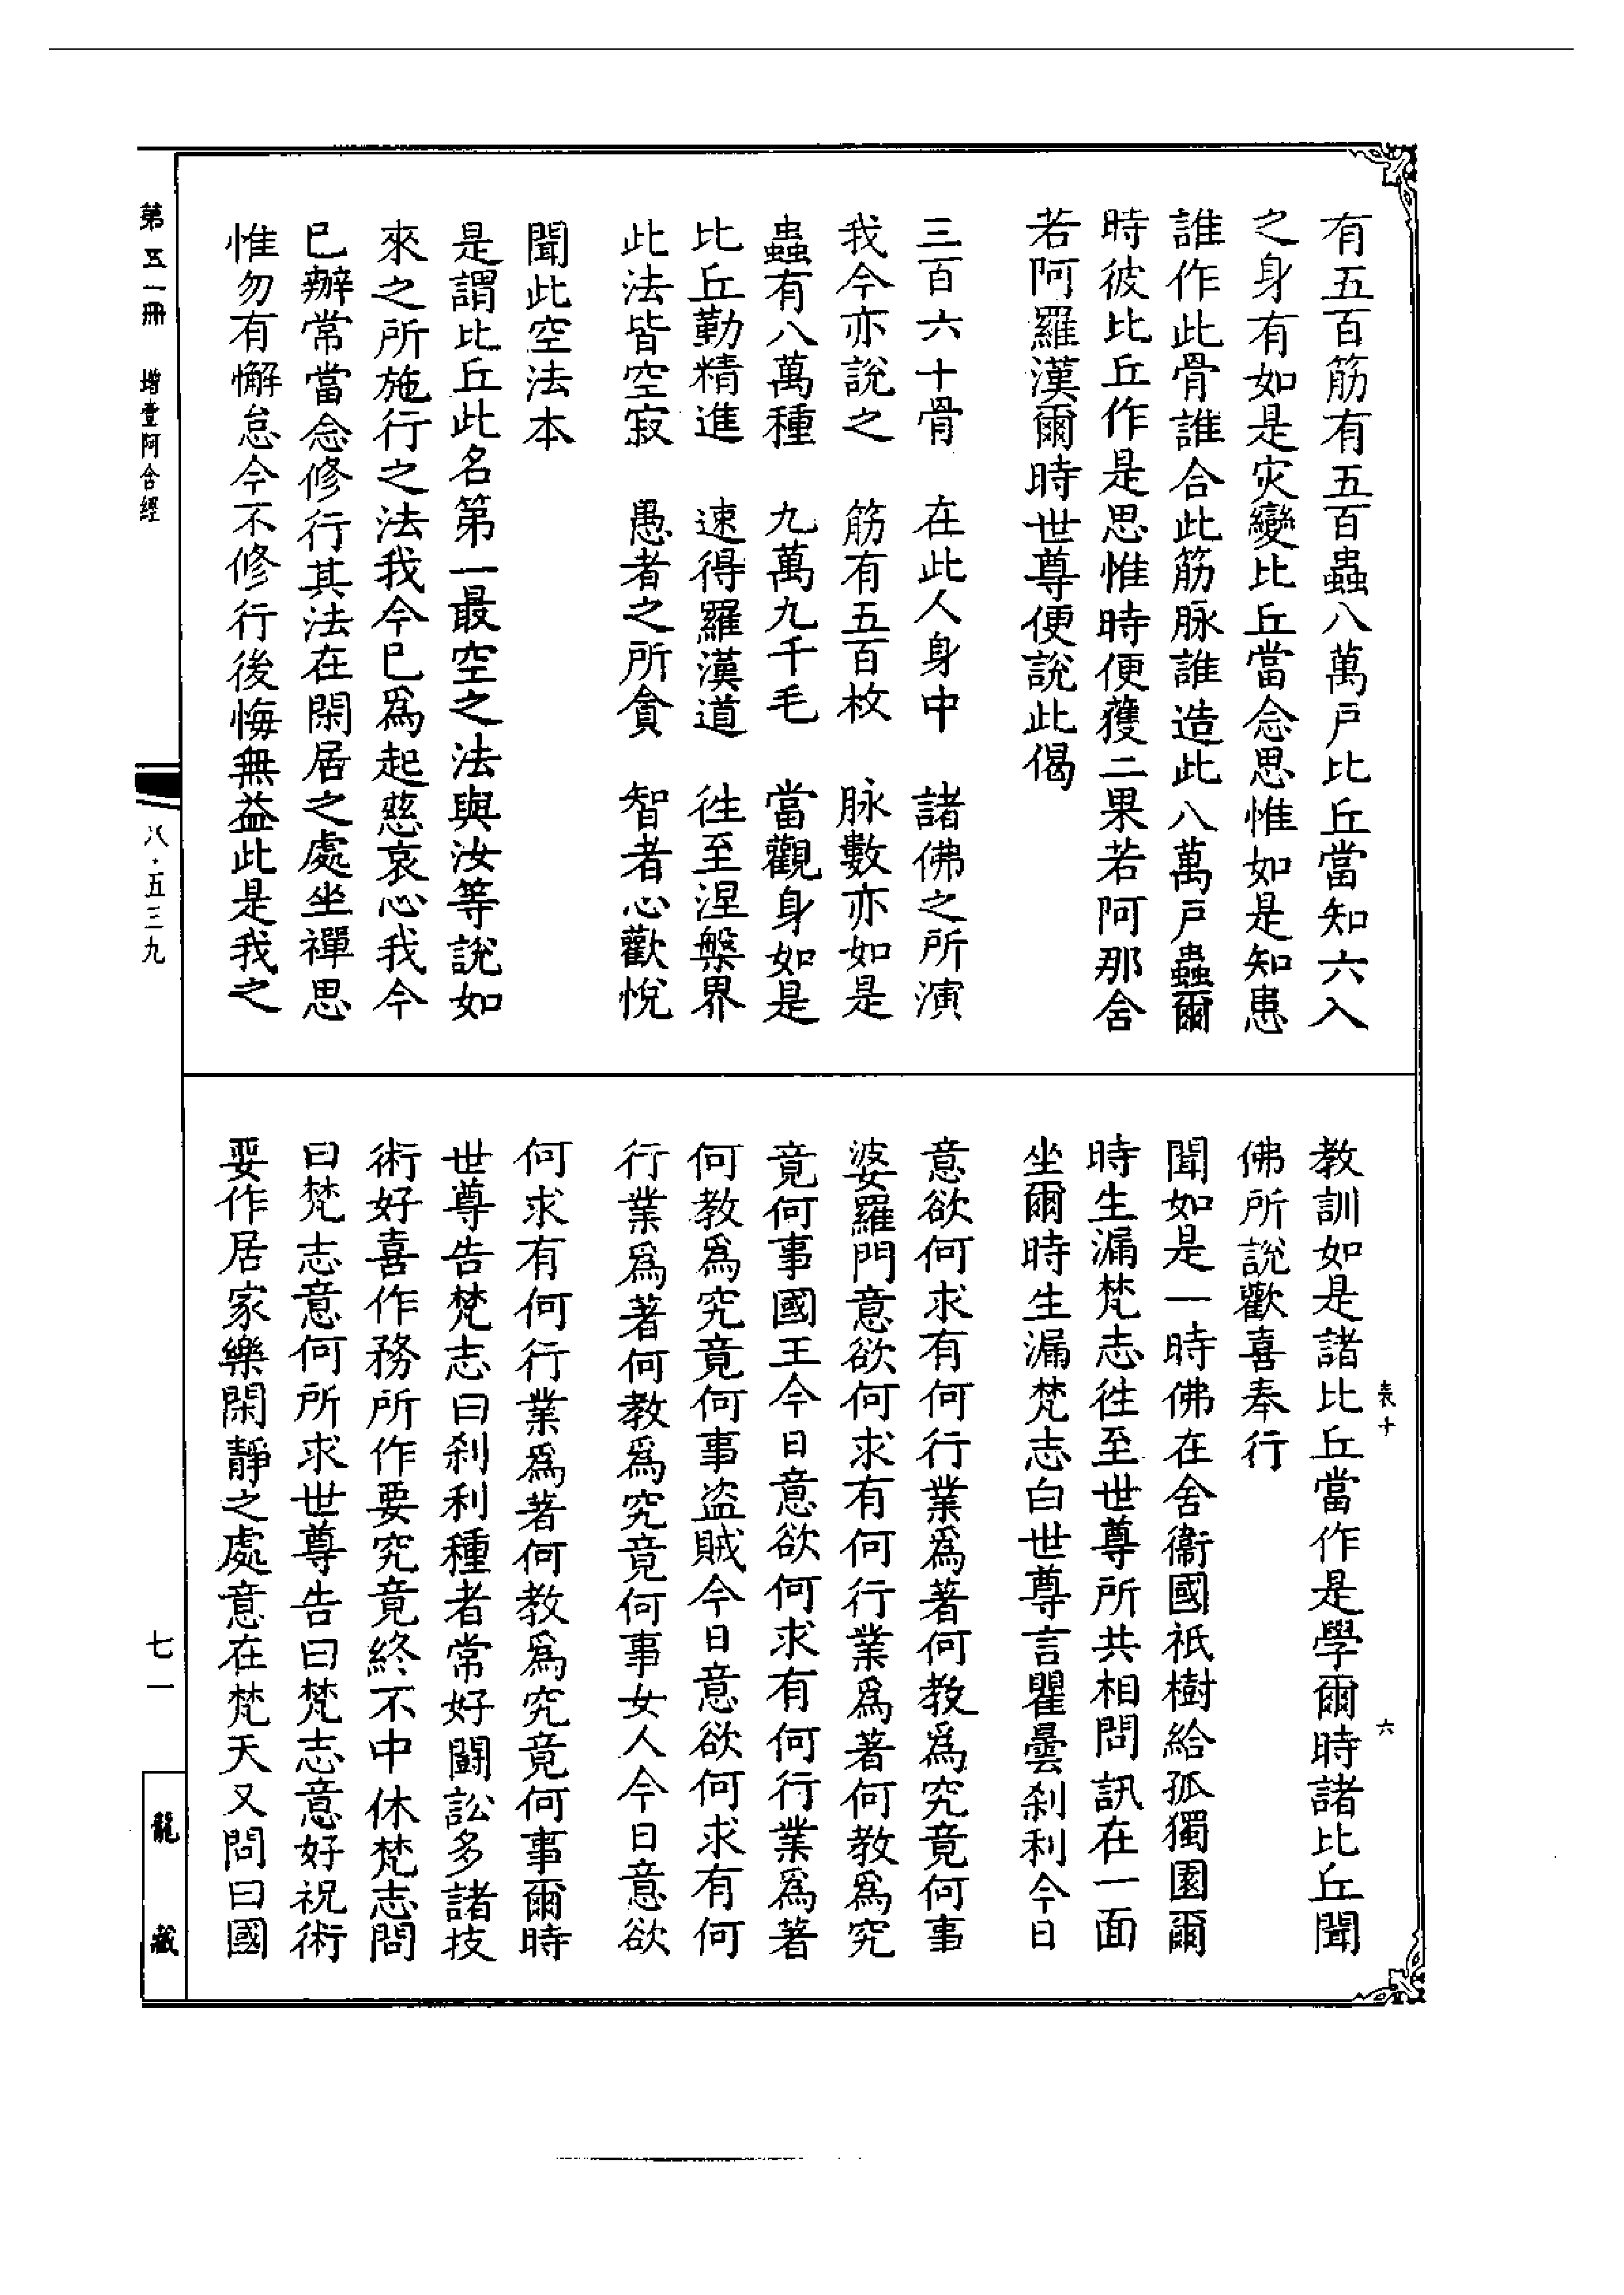 有五百筋有五百蟲八萬戶比丘當知六入
之身有如是灾變比丘當念思惟如是知患
誰作此骨誰合此筋脉誰造此八萬戶蟲爾
時彼比丘作是思惟時便獲二果若阿那含
若阿羅漢爾時世尊便說此偈
三百六十骨　在此人身中　諸佛之所演
我今亦說之　筋有五百枚　脉數亦如是
蟲有八萬種　九萬九千毛　當觀身如是
比丘勤精進　速得羅漢道　徃至涅槃界
此法皆空寂　愚者之所貪　智者心歡悅
聞此空法本
是謂比丘此名第一最空之法與汝等說如
來之所施行之法我今已爲起慈哀心我今
已辦常當念修行其法在閑居之處坐禪思
惟勿有懈怠今不修行後悔無益此是我之
教訓如是諸比丘當作是學爾時諸比丘聞
佛所說歡喜奉行
聞如是一時佛在舍衞國祇樹給孤獨園爾
時生漏梵志徃至世尊所共相問訊在一面
坐爾時生漏梵志白世尊言瞿曇刹利今日
意欲何求有何行業爲著何教爲究竟何事
婆羅門意欲何求有何行業爲著何教爲究
竟何事國王今日意欲何求有何行業爲著
何教爲究竟何事盗賊今日意欲何求有何
行業爲著何教爲究竟何事女人今日意欲
何求有何行業爲著何教爲究竟何事爾時
世尊告梵志曰刹利種者常好鬬訟多諸技
術好喜作務所作要究竟終不中休梵志問
曰梵志意何所求世尊告曰梵志意好祝術
要作居家樂閑靜之處意在梵天又問曰國
表十
六
第五一冊　增壹阿含經
八·五三九
七一
龍藏